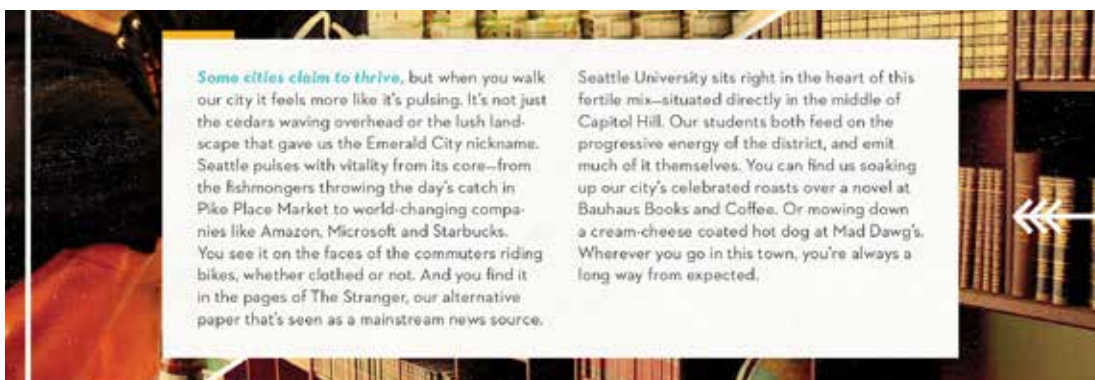 Some cities claim to thrive, but when you walk
our city it feels more like it's pulsing. It's not just
the cedars waving overhead or the lush land-
scape that gave us the Emerald City nickname.
Seattle pulses with vitality from its core—from
the fishmongers throwing the day's catch in
Pike Place Market to world-changing compa-
nies like Amazon, Microsoft and Starbucks.
You see it on the faces of the commuters riding
bikes, whether clothed or not. And you find it
in the pages of The Stranger, our alternative
paper that's seen as a mainstream news source.
Seattle University sits right in the heart of this
fertile mix—situated directly in the middle of
Capitol Hill. Our students both feed on the
progressive energy of the district, and emit
much of it themselves. You can find us soaking
up our city's celebrated roasts over a novel at
Bauhaus Books and Coffee. Or mowing down
a cream-cheese coated hot dog at Mad Dawg's.
Wherever you go in this town, you're always a
long way from expected.